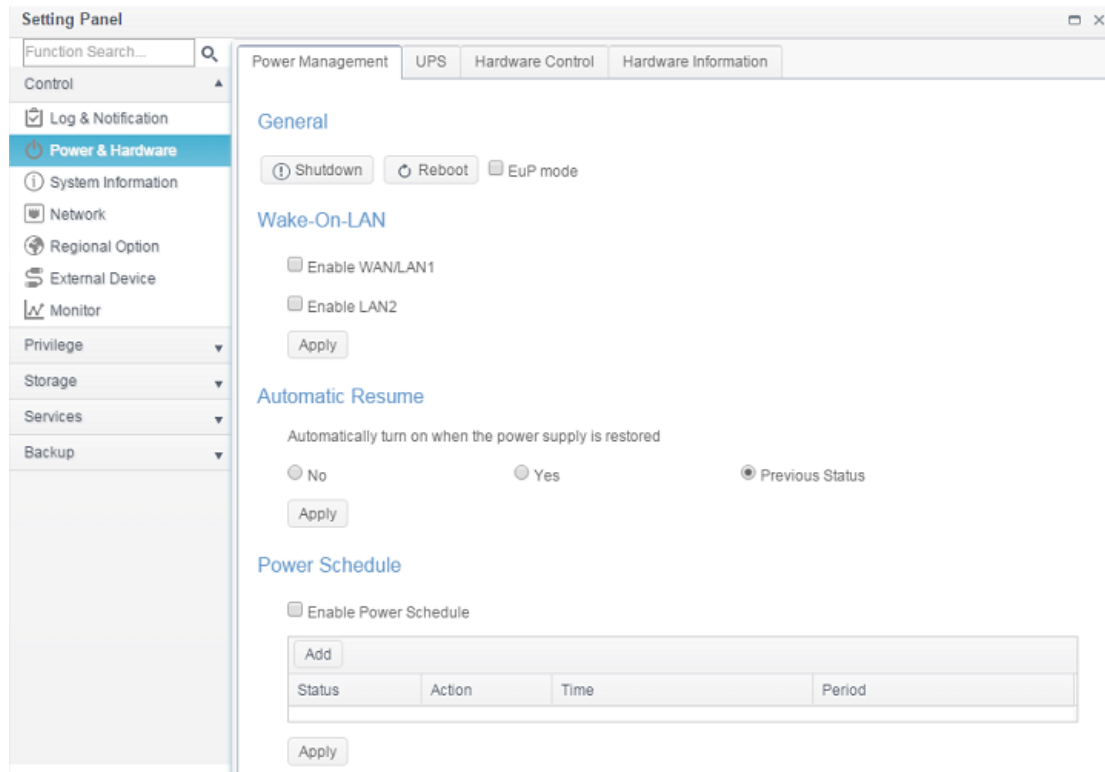 Setting Panel
Function Search...
Control
Log & Notification
Power & Hardware
System Information
Network
Regional Option
External Device
Monitor
Privilege
Storage
Services
Backup
Power Management UPS Hardware Control Hardware Information
General
Shutdown Reboot EuP mode
Wake-On-LAN
Enable WAN/LAN1
Enable LAN2
Apply
Automatic Resume
Automatically turn on when the power supply is restored
No Yes Previous Status
Apply
Power Schedule
Enable Power Schedule
Add
Status Action Time Period
Apply